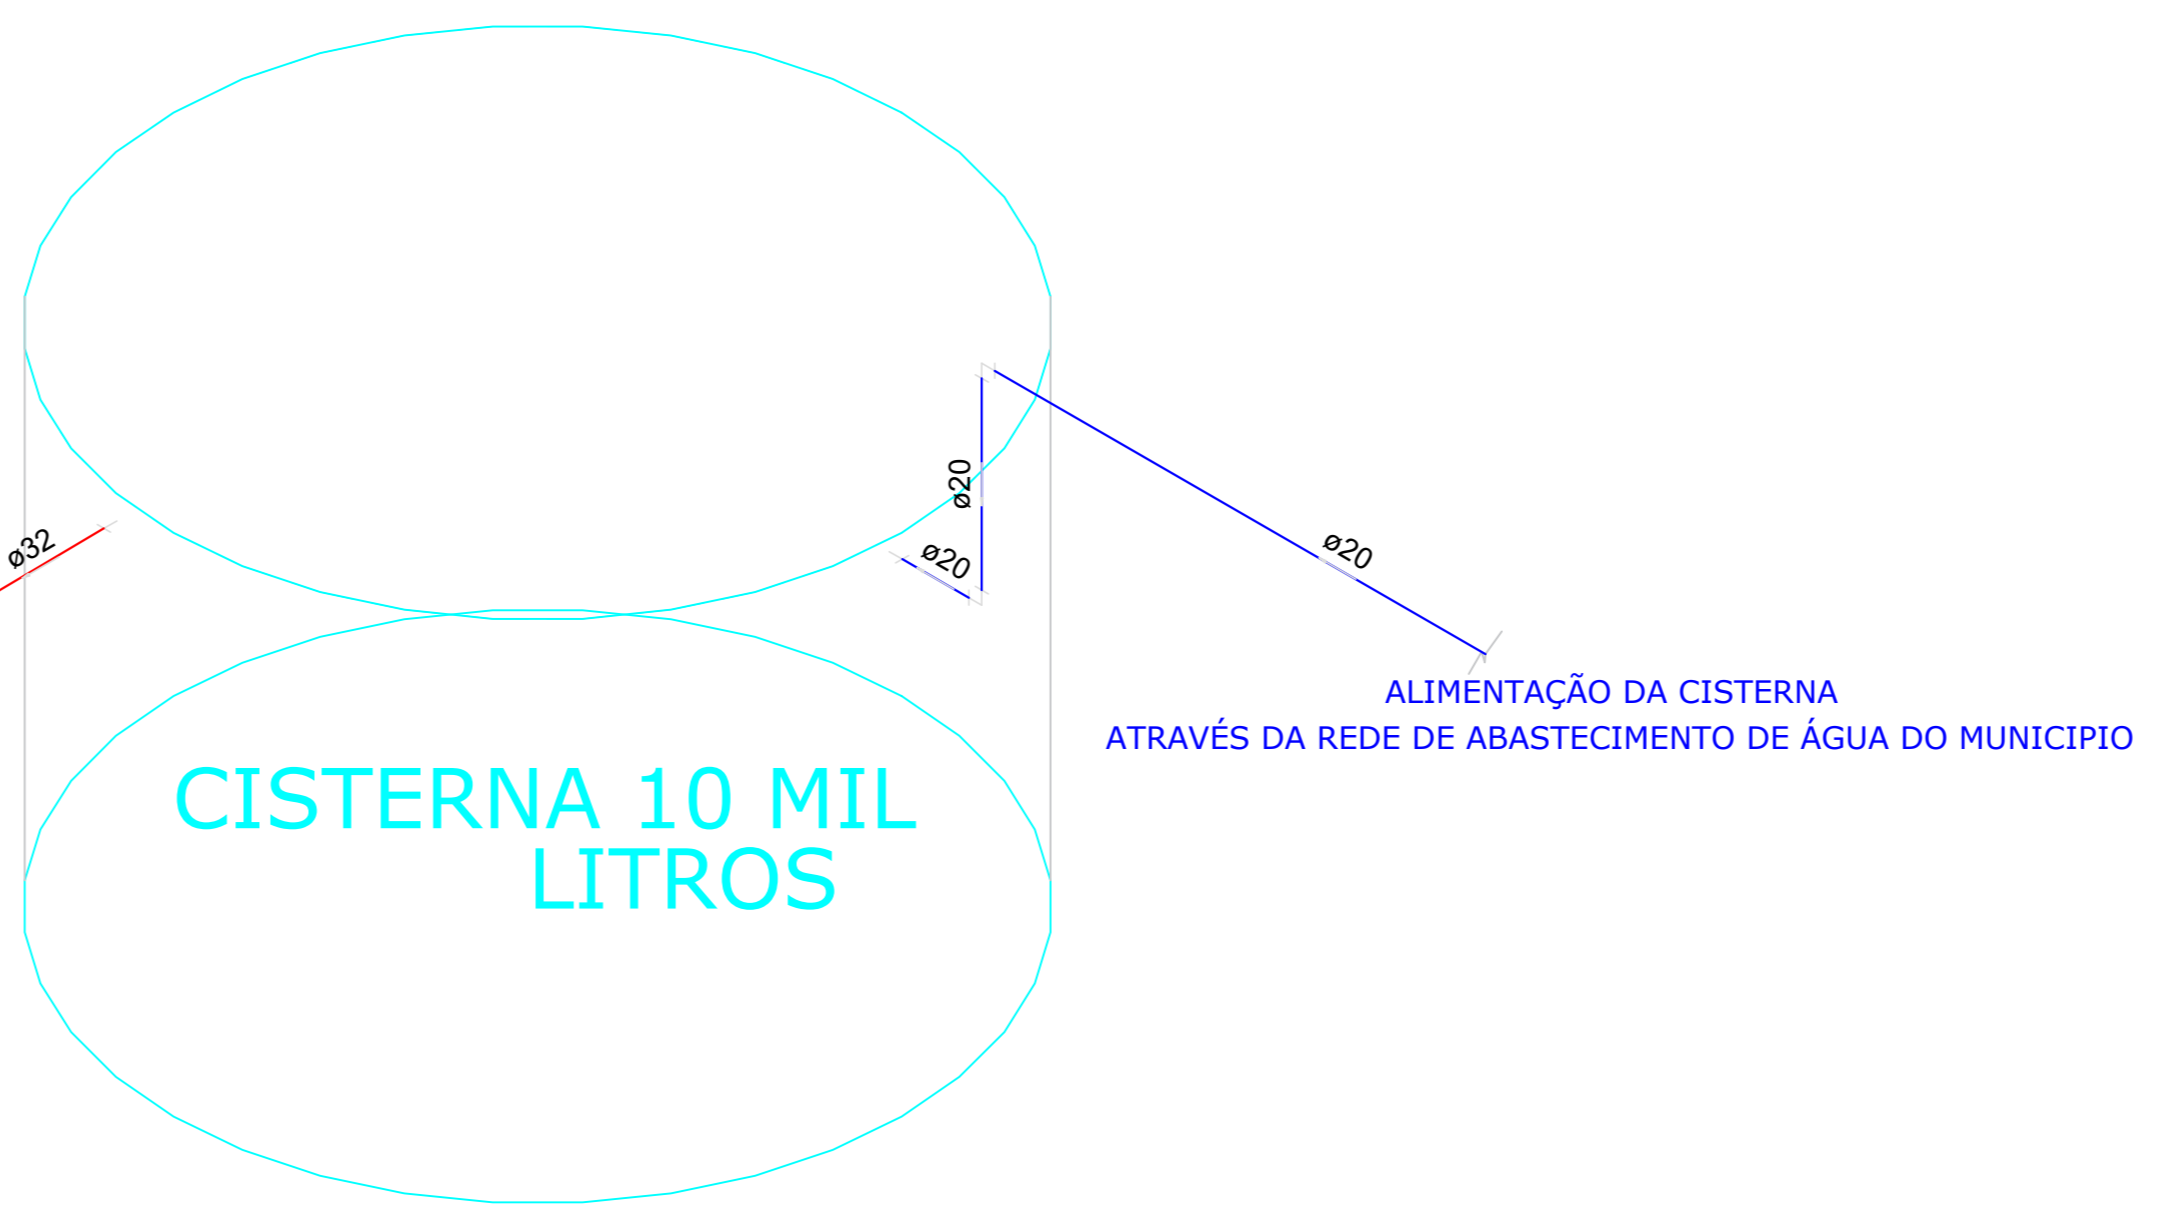 ø20
ø32
ø20
ø20
ALIMENTAÇÃO DA CISTERNA
ATRAVÉS DA REDE DE ABASTECIMENTO DE ÁGUA DO MUNICIPIO
CISTERNA 10 MIL
LITROS